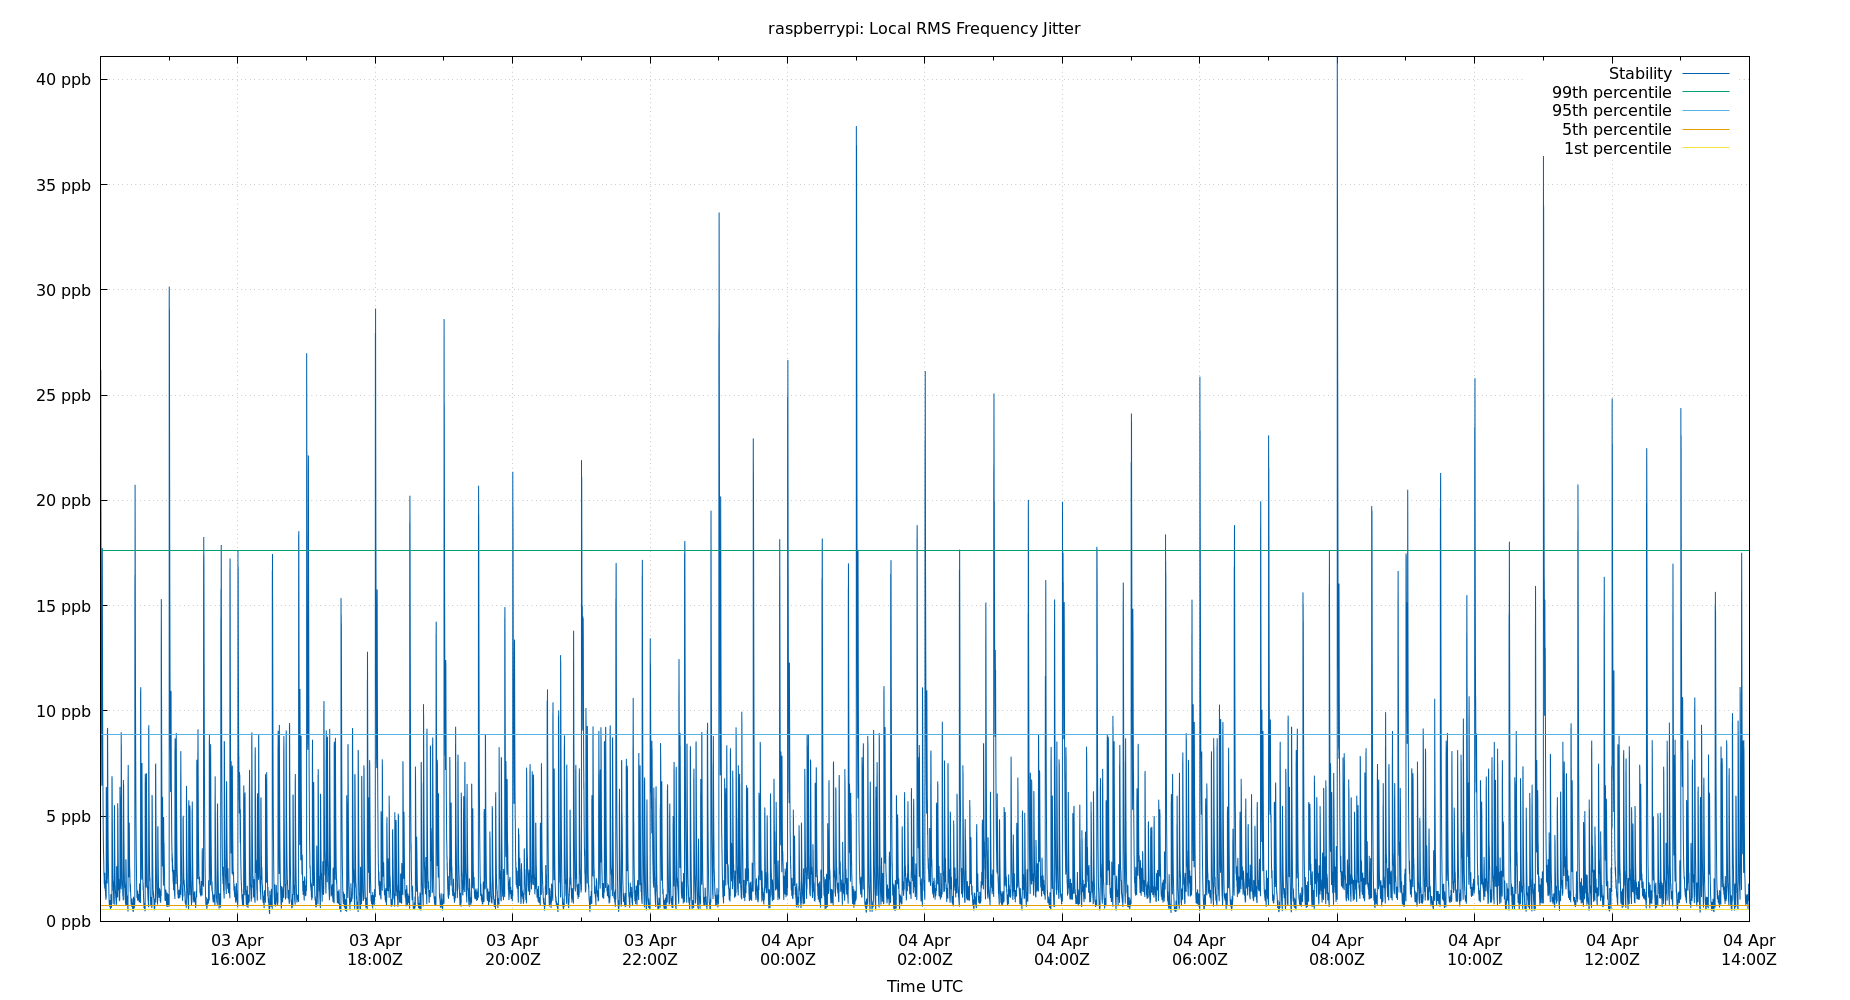 raspberrypi: Local RMS Frequency Jitter
40 ppb
35 ppb
30 ppb
25 ppb
20 ppb
15 ppb
10 ppb
5 ppb
0 ppb
Stability
99th percentile
95th percentile
5th percentile
1st percentile
03 Apr 03 Apr 03 Apr 03 Apr 04 Apr 04 Apr 04 Apr 04 Apr 04 Apr 04 Apr 04 Apr 04 Apr
16:00Z 18:00Z 20:00Z 22:00Z 00:00Z 02:00Z 04:00Z 06:00Z 08:00Z 10:00Z 12:00Z 14:00Z
Time UTC